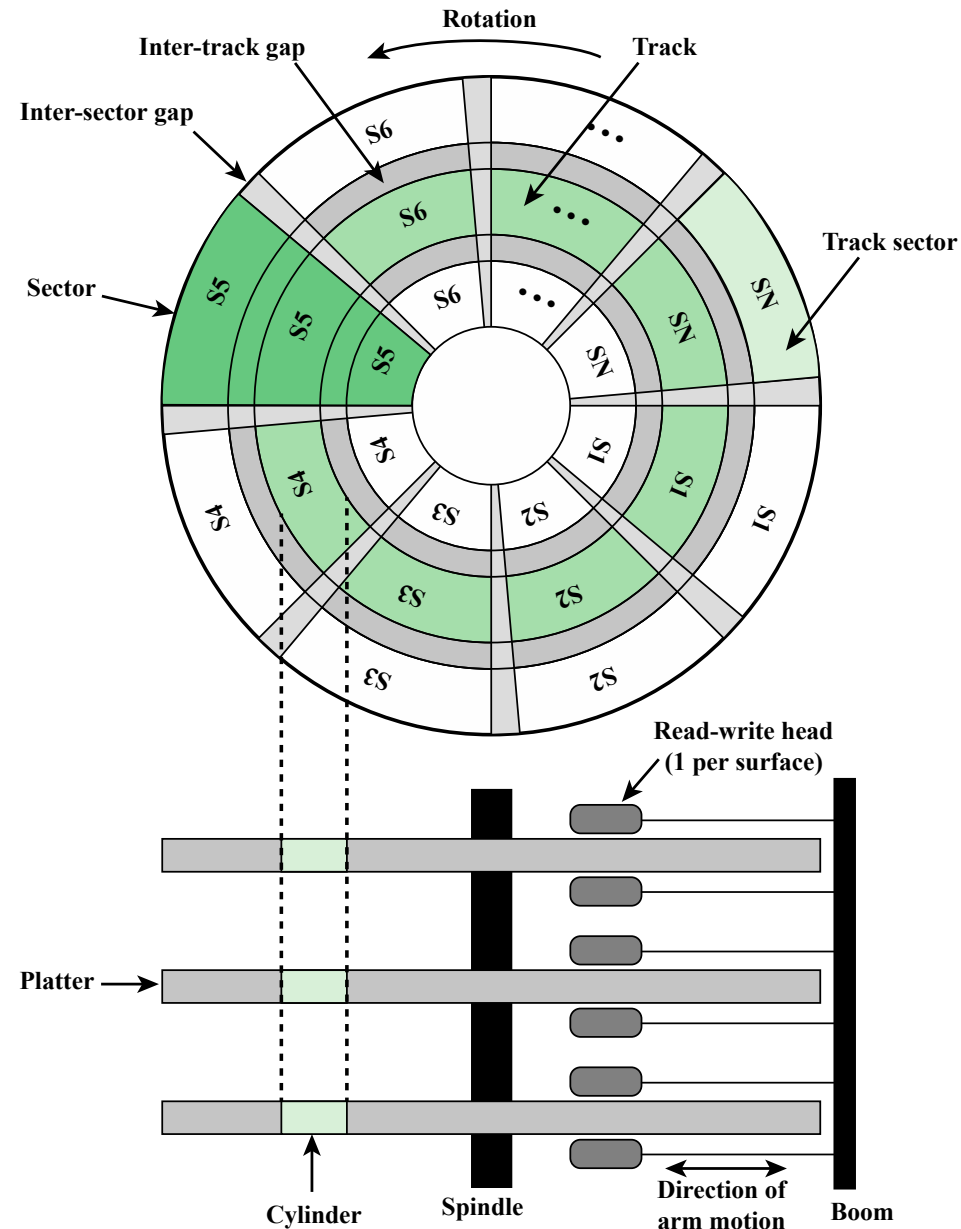 Rotation
Inter-track gap
Track
Inter-sector gap
S6
• • •
S6
• • •
Track sector
Sector
S5
S5
S5
S6
• • •
SN
SN
SN
S4
S4
S4
S3
S2
S1
S1
S1
S3
S2
S3
S2
Read-write head
(1 per surface)
Platter
Cylinder
Spindle
Direction of
arm motion
Boom